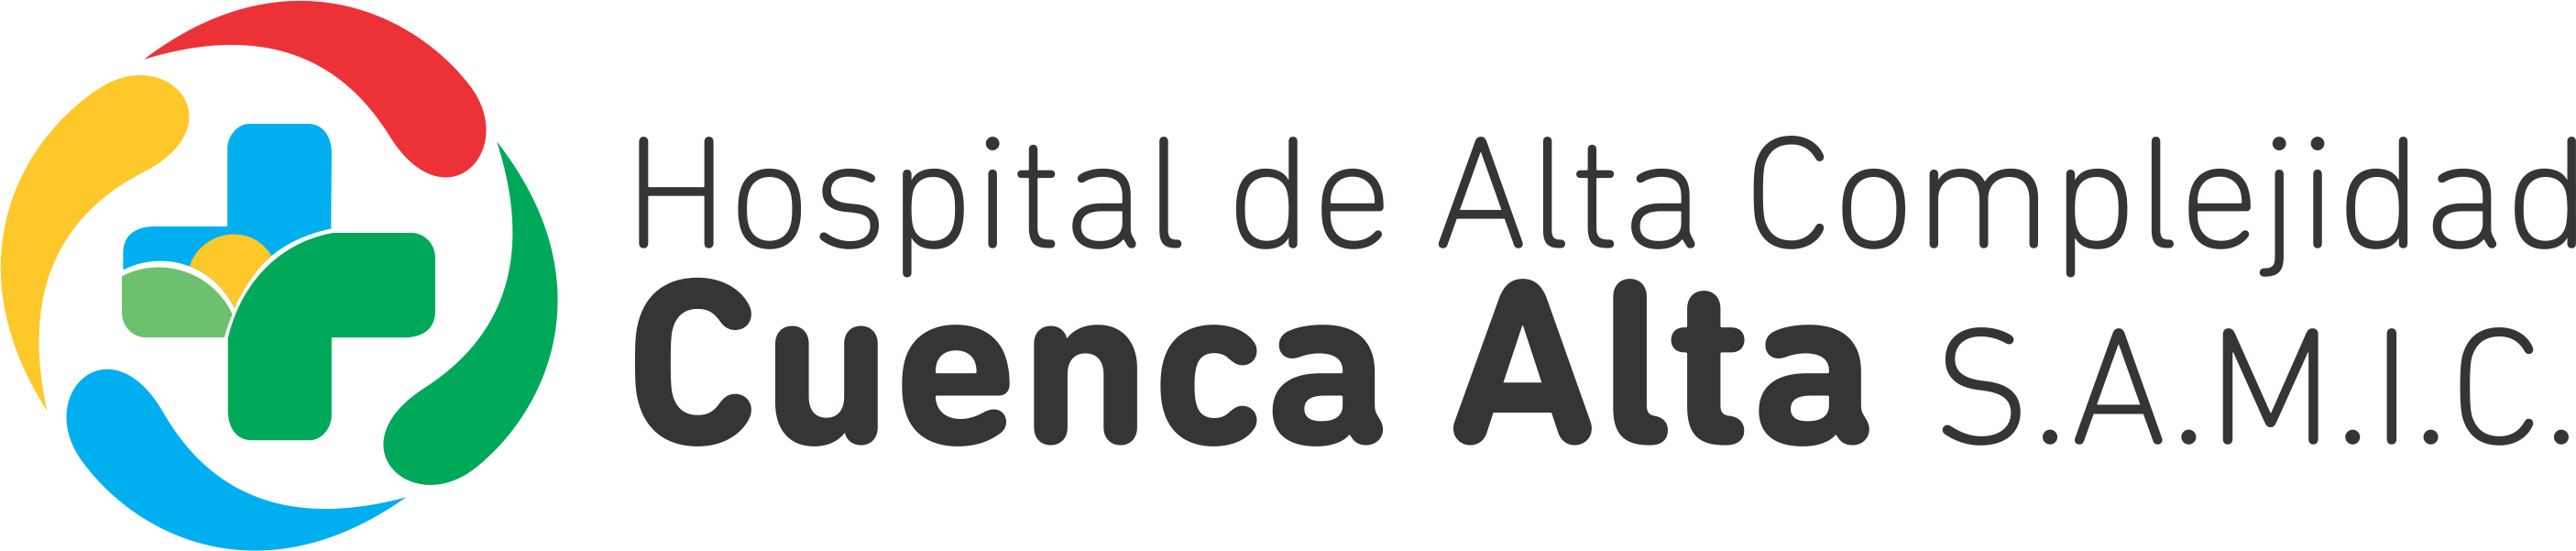 Hospital de Alta Complejidad
Cuenca Alta S.A.M.I.C.